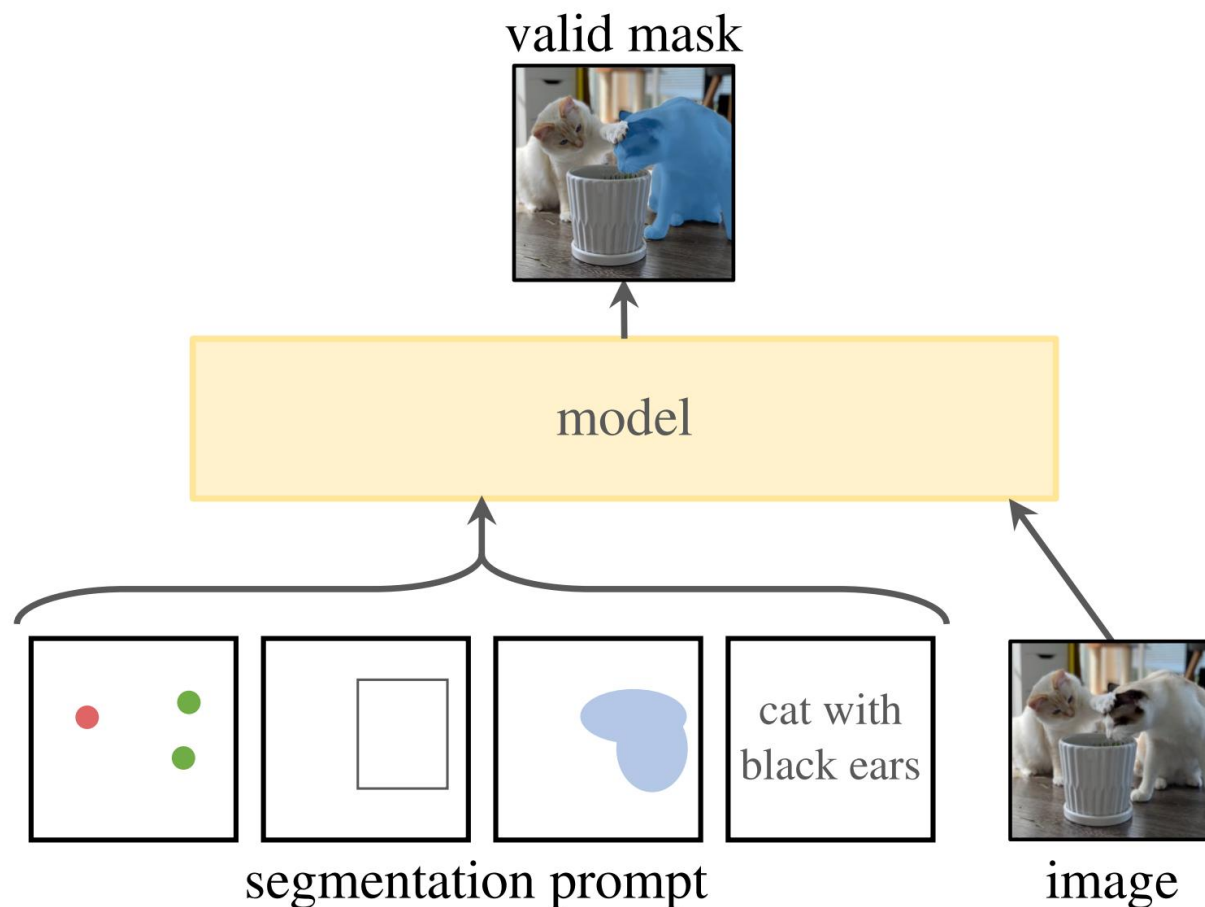 valid mask
model
cat with
black ears
segmentation prompt
image